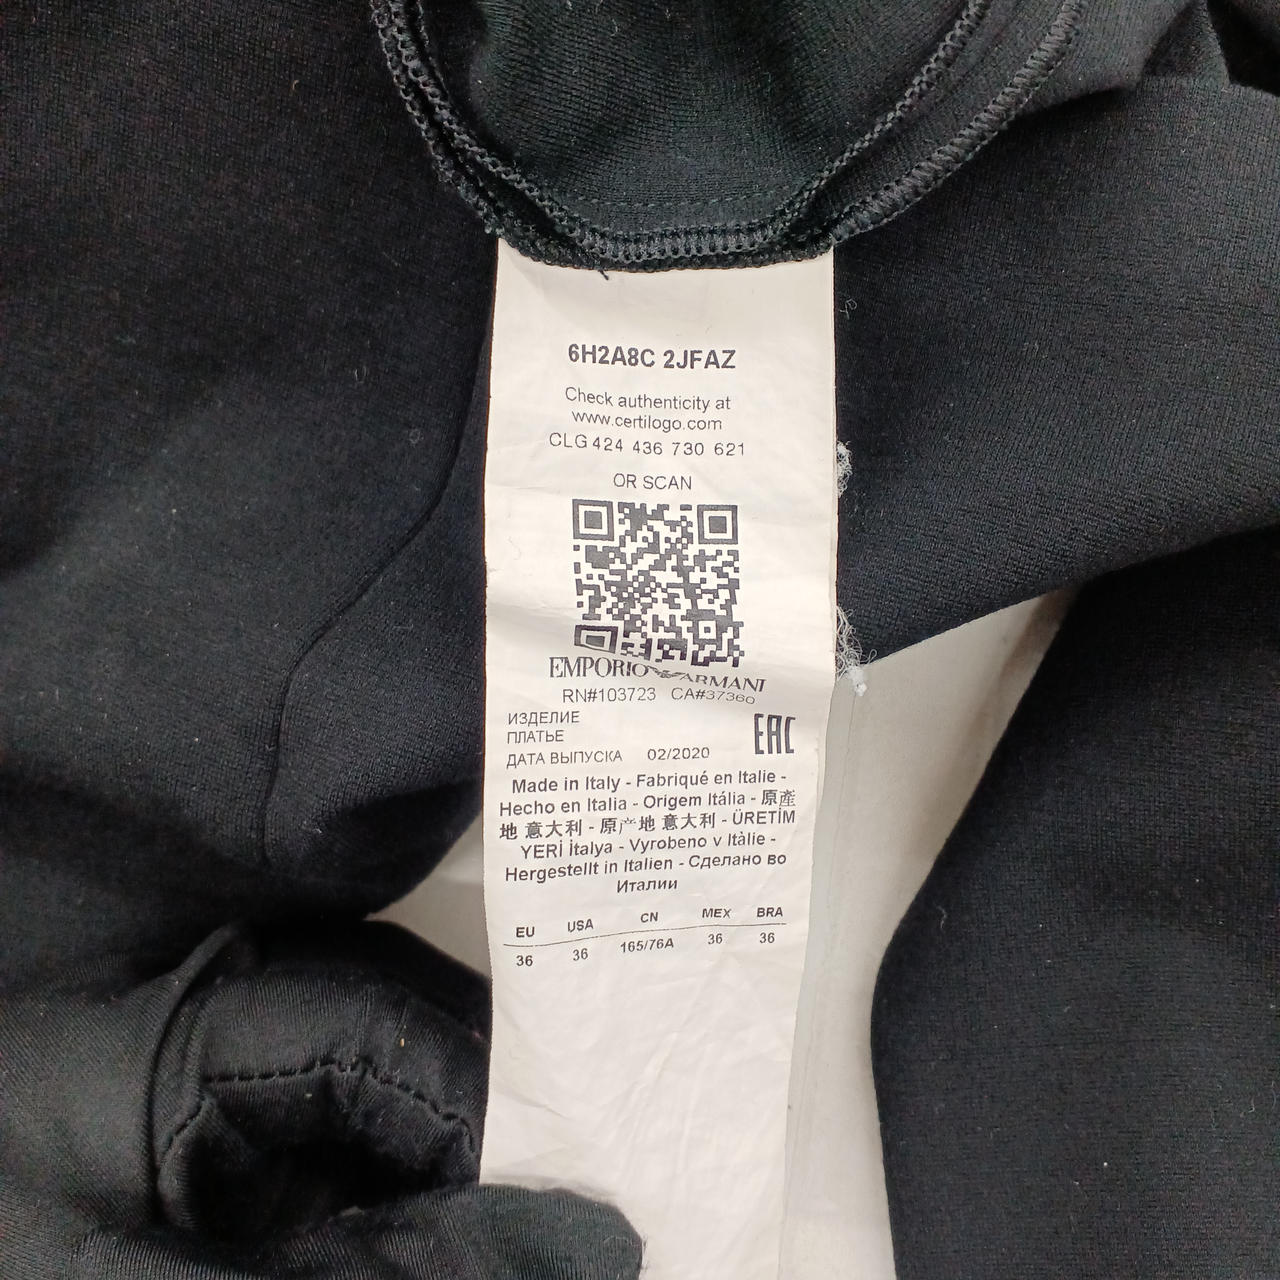 6H2A8C 2JFAZ
Check authenticity at
www.certilogo.com
CLG 424 436 730 621
OR SCAN
EMPORIO ARMANI
RN#103723 CA#37360
ИЗДЕЛИЕ
ПЛАТЬЕ
EAC
ДАТА ВЫПУСКА 02/2020
Made in Italy - Fabriqué en Italie -
Hecho en Italia - Origem Itália - 原產
地 意大利 - 原产地 意大利 - ÜRETİM
YERİ İtalya - Vyrobeno v Itàlie -
Hergestellt in Italien - Сделано во
Италии
EU USA CN MEX BRA
36 36 165/76A 36 36